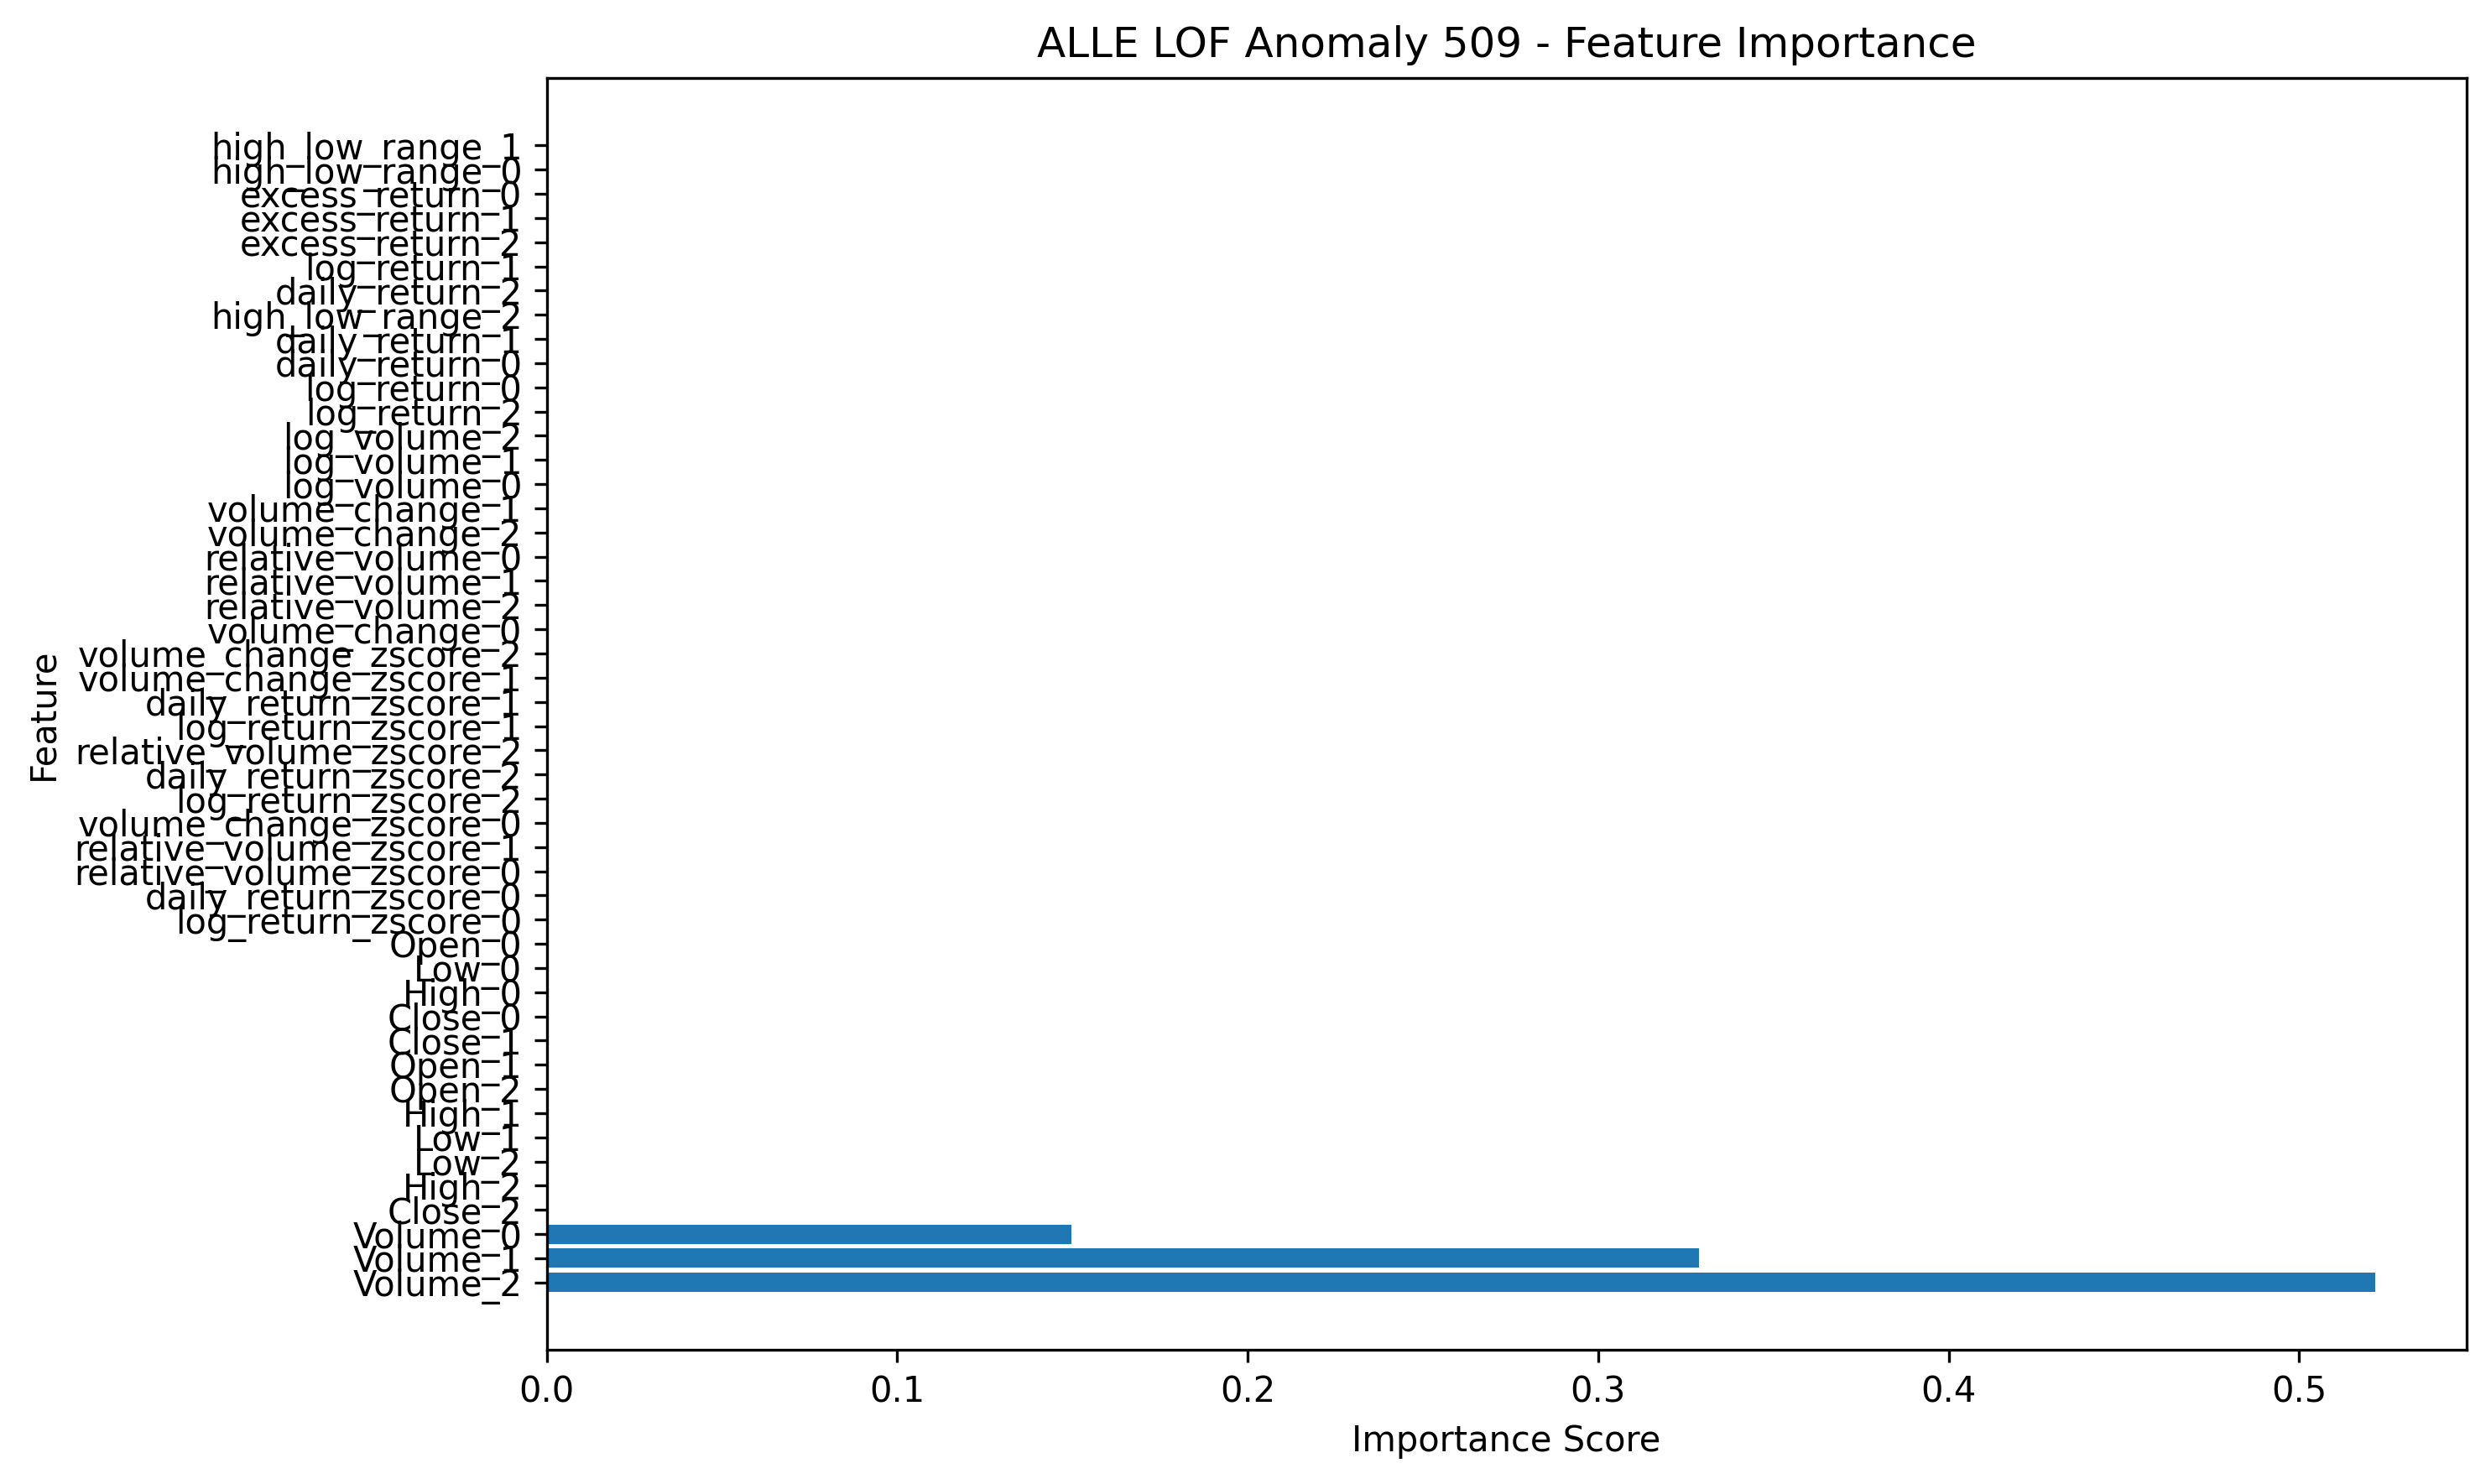 ALLE LOF Anomaly 509 - Feature Importance
high_low_range_1
high_low_range_0
excess_return_0
excess_return_1
excess_return_2
log_return_1
daily_return_2
high_low_range_2
daily_return_1
daily_return_0
log_return_0
log_return_2
log_volume_2
log_volume_1
log_volume_0
volume_change_1
volume_change_2
relative_volume_0
relative_volume_1
relative_volume_2
volume_change_0
volume_change_zscore_2
volume_change_zscore_1
daily_return_zscore_1
log_return_zscore_1
relative_volume_zscore_2
daily_return_zscore_2
log_return_zscore_2
volume_change_zscore_0
relative_volume_zscore_1
relative_volume_zscore_0
daily_return_zscore_0
log_return_zscore_0
Open_0
Low_0
High_0
Close_0
Close_1
Open_1
Open_2
High_1
Low_1
Low_2
High_2
Close_2
Volume_0
Volume_1
Volume_2
Feature
0.0 0.1 0.2 0.3 0.4 0.5
Importance Score